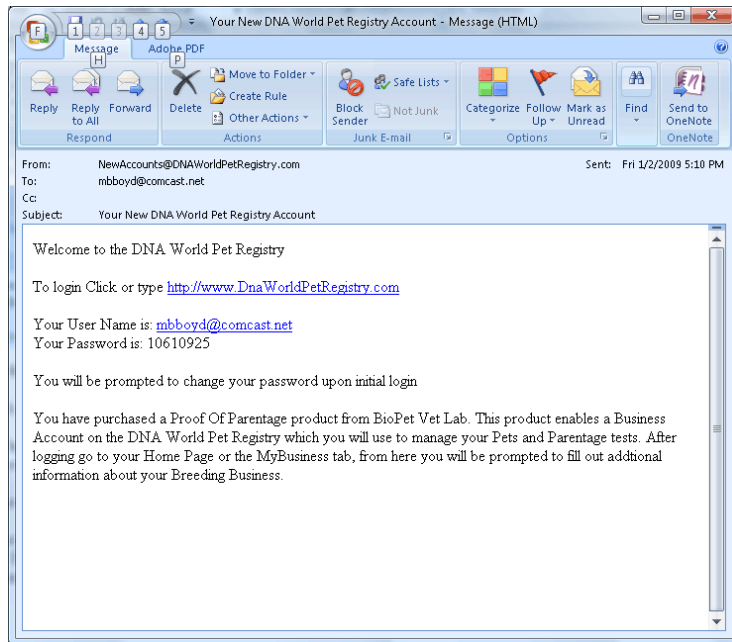 Your New DNA World Pet Registry Account - Message (HTML)
F 1 2 3 4 5
Message Adobe PDF
H P
Reply Reply to All Forward Delete
Move to Folder
Create Rule
Other Actions
Block Sender Safe Lists Not Junk
Categorize Follow Up Mark as Unread
Find
Send to OneNote
Respond Actions Junk E-mail Options OneNote
From: NewAccounts@DNAWorldPetRegistry.com Sent: Fri 1/2/2009 5:10 PM
To: mbboyd@comcast.net
Cc:
Subject: Your New DNA World Pet Registry Account
Welcome to the DNA World Pet Registry
To login Click or type http://www.DnaWorldPetRegistry.com
Your User Name is: mbboyd@comcast.net
Your Password is: 10610925
You will be prompted to change your password upon initial login
You have purchased a Proof Of Parentage product from BioPet Vet Lab. This product enables a Business
Account on the DNA World Pet Registry which you will use to manage your Pets and Parentage tests. After
logging go to your Home Page or the MyBusiness tab, from here you will be prompted to fill out addtional
information about your Breeding Business.